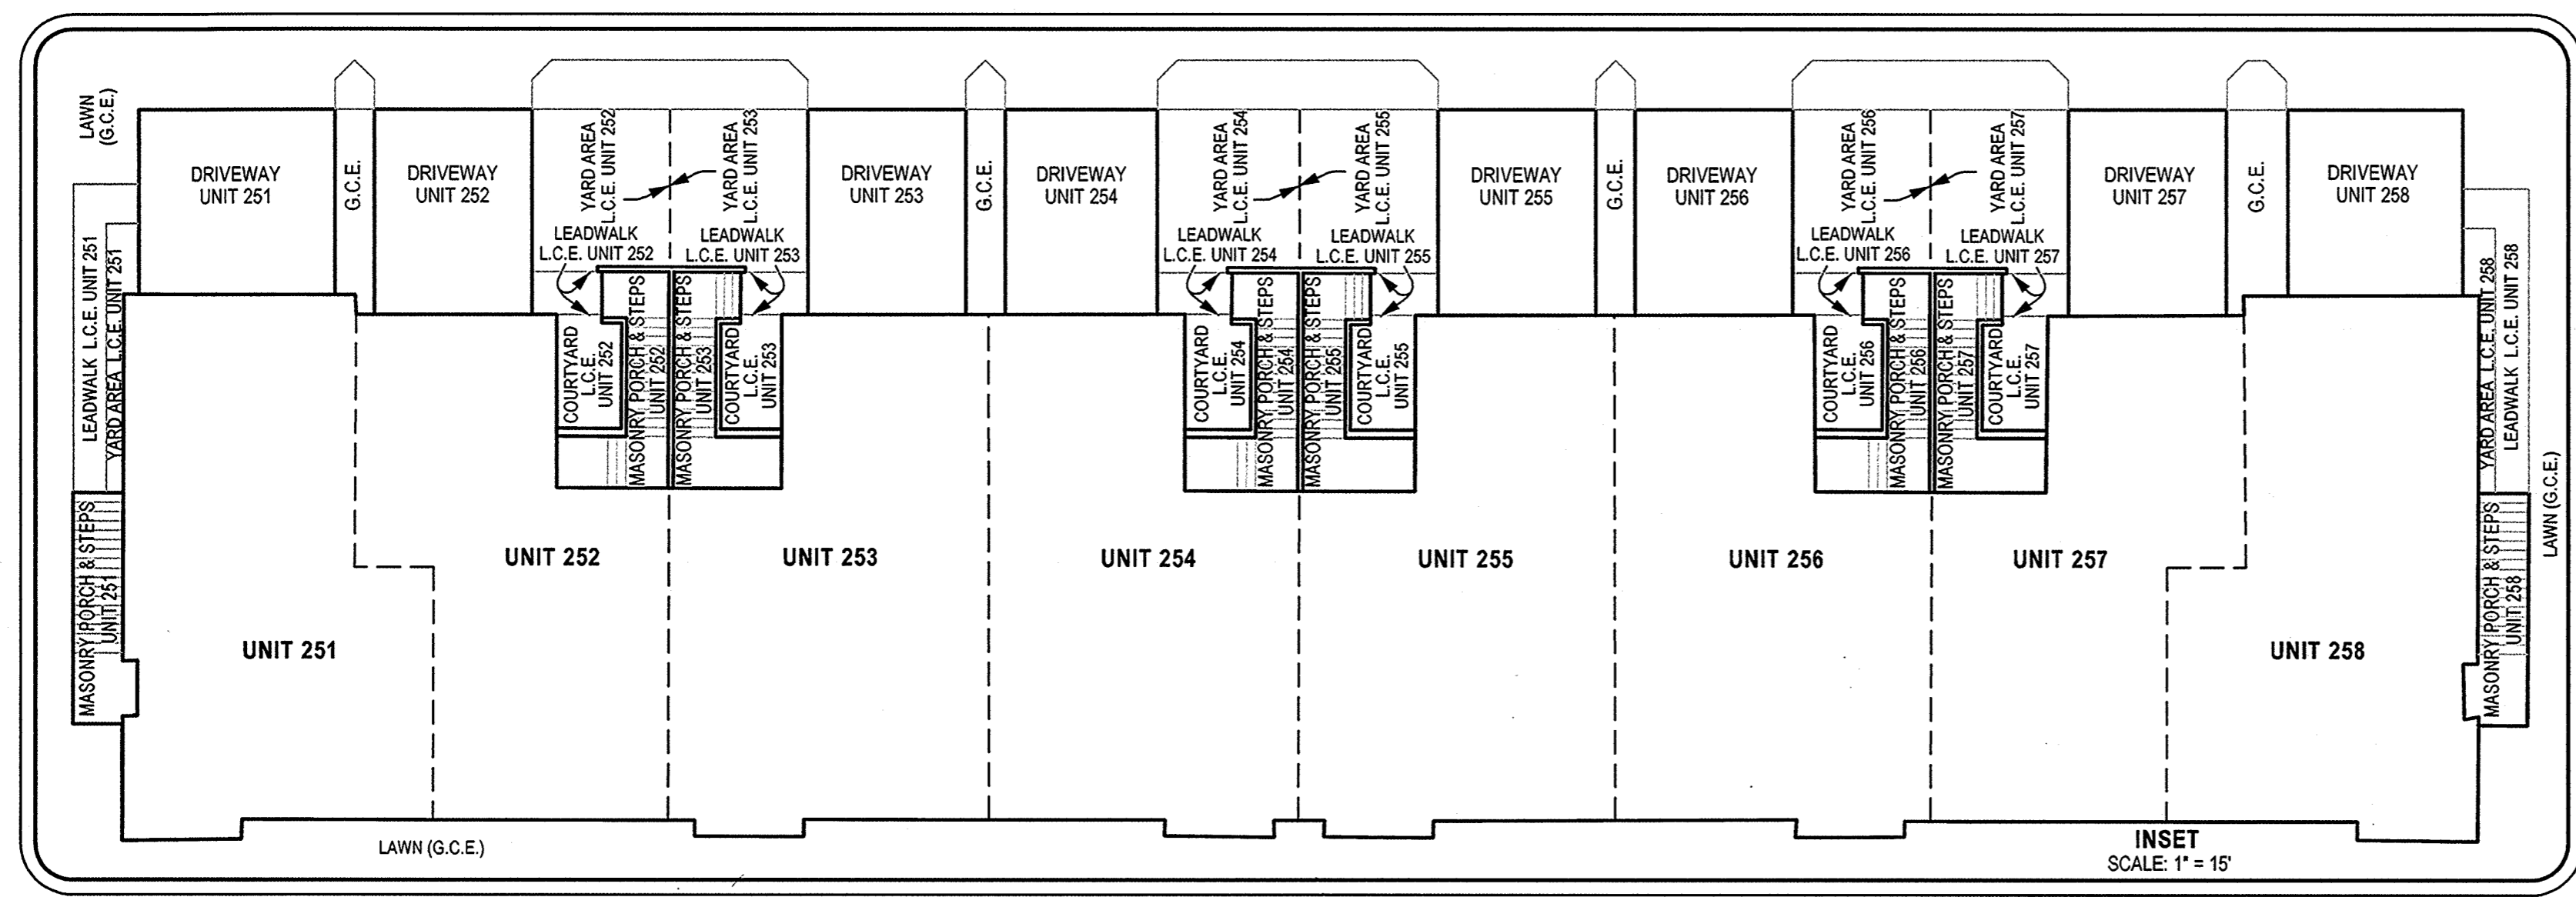 LAWN
(G.C.E.)
DRIVEWAY
UNIT 251
G.C.E.
DRIVEWAY
UNIT 252
YARD AREA
L.C.E. UNIT 252
YARD AREA
L.C.E. UNIT 253
DRIVEWAY
UNIT 253
G.C.E.
DRIVEWAY
UNIT 254
YARD AREA
L.C.E. UNIT 254
YARD AREA
L.C.E. UNIT 255
DRIVEWAY
UNIT 255
G.C.E.
DRIVEWAY
UNIT 256
YARD AREA
L.C.E. UNIT 256
YARD AREA
L.C.E. UNIT 257
DRIVEWAY
UNIT 257
G.C.E.
DRIVEWAY
UNIT 258
LEADWALK L.C.E. UNIT 251
YARD AREA L.C.E. UNIT 251
LEADWALK
L.C.E. UNIT 252
LEADWALK
L.C.E. UNIT 253
LEADWALK
L.C.E. UNIT 254
LEADWALK
L.C.E. UNIT 255
LEADWALK
L.C.E. UNIT 256
LEADWALK
L.C.E. UNIT 257
YARD AREA L.C.E. UNIT 258
LEADWALK L.C.E. UNIT 258
COURTYARD
L.C.E.
UNIT 252
MASONRY PORCH & STEPS
UNIT 252
MASONRY PORCH & STEPS
UNIT 253
COURTYARD
L.C.E.
UNIT 253
COURTYARD
L.C.E.
UNIT 254
MASONRY PORCH & STEPS
UNIT 254
MASONRY PORCH & STEPS
UNIT 255
COURTYARD
L.C.E.
UNIT 255
COURTYARD
L.C.E.
UNIT 256
MASONRY PORCH & STEPS
UNIT 256
MASONRY PORCH & STEPS
UNIT 257
COURTYARD
L.C.E.
UNIT 257
MASONRY PORCH & STEPS
UNIT 251
UNIT 251
UNIT 252
UNIT 253
UNIT 254
UNIT 255
UNIT 256
UNIT 257
UNIT 258
MASONRY PORCH & STEPS
UNIT 258
LAWN (G.C.E.)
LAWN (G.C.E.)
INSET
SCALE: 1" = 15'